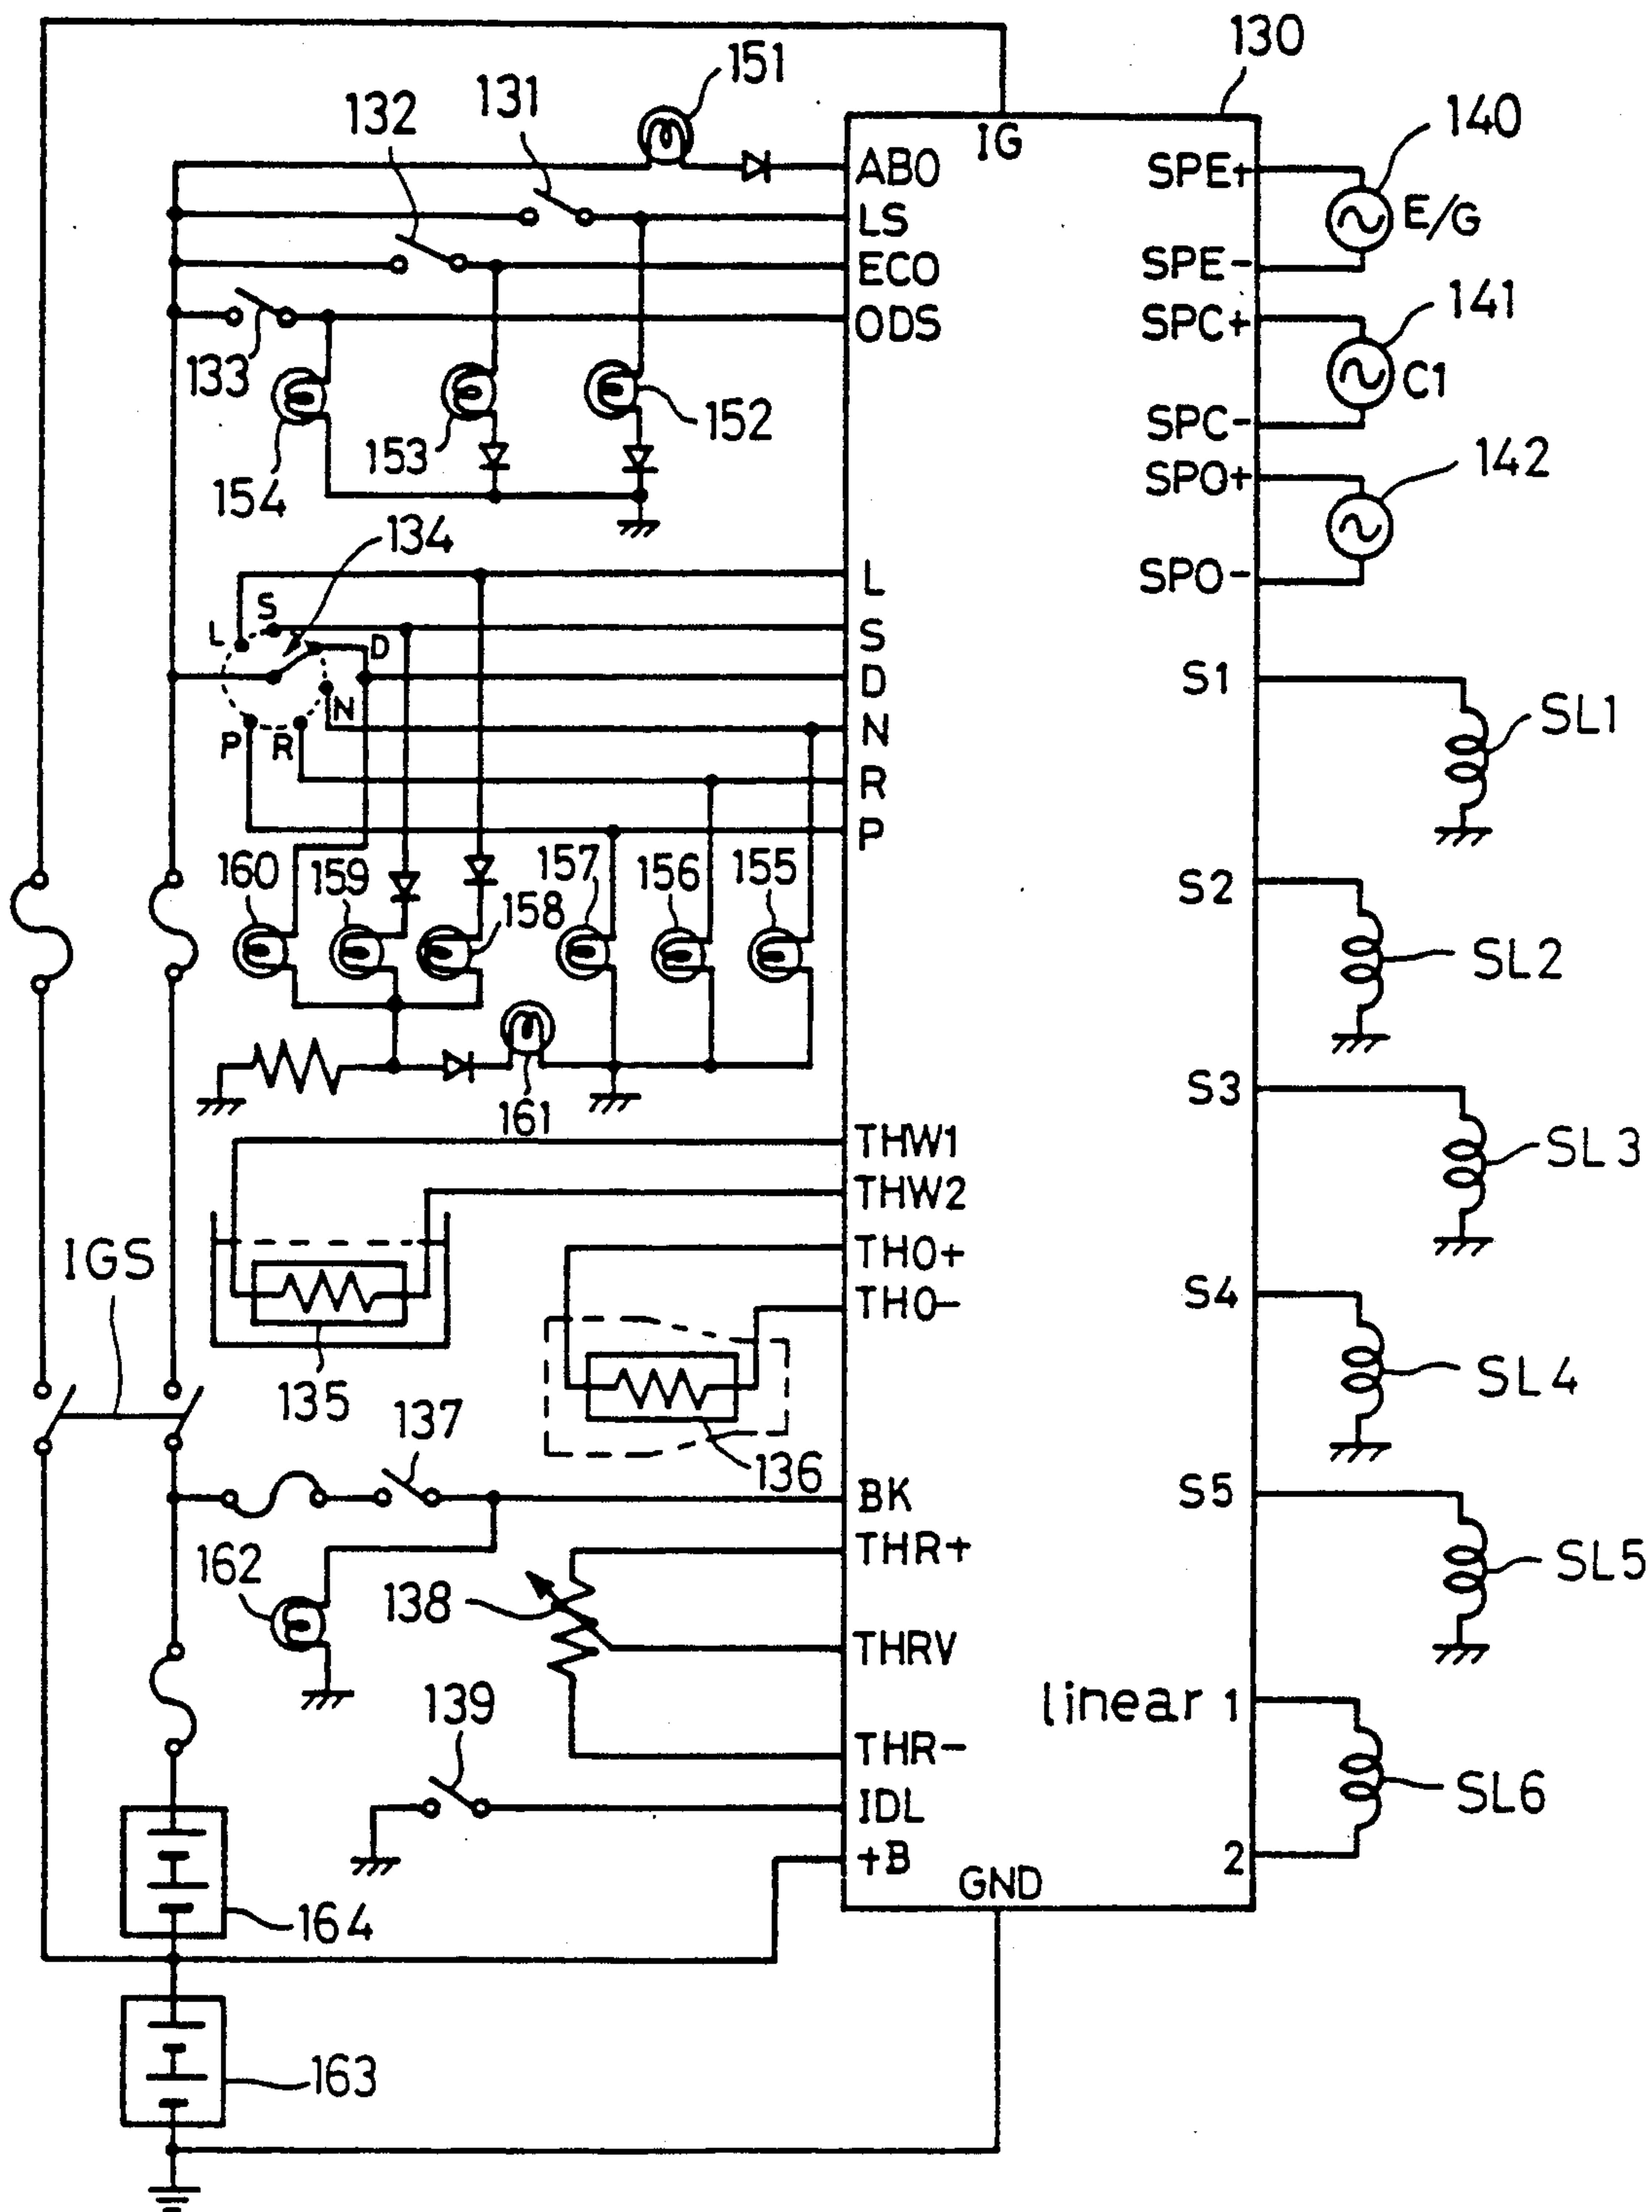 130
151
131
132
140
IG
ABO
SPE+
E/G
LS
ECO
SPE-
141
ODS
SPC+
133
C1
152
SPC-
153
142
154
SPO+
134
L
SPO-
S
L
S
D
D
S1
N
N
SL1
P
R
R
P
160
159
157
156
155
S2
158
SL2
161
S3
THW1
SL3
THW2
IGS
THO+
S4
THO-
135
SL4
137
136
BK
S5
THR+
162
138
SL5
THRV
139
linear 1
THR-
SL6
IDL
+B
2
GND
164
163